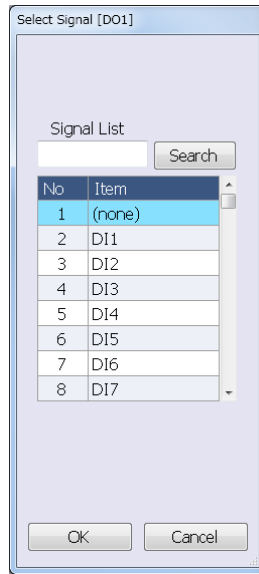 Select Signal [DO1]
Signal List
Search
No Item
1 (none)
2 DI1
3 DI2
4 DI3
5 DI4
6 DI5
7 DI6
8 DI7
OK Cancel